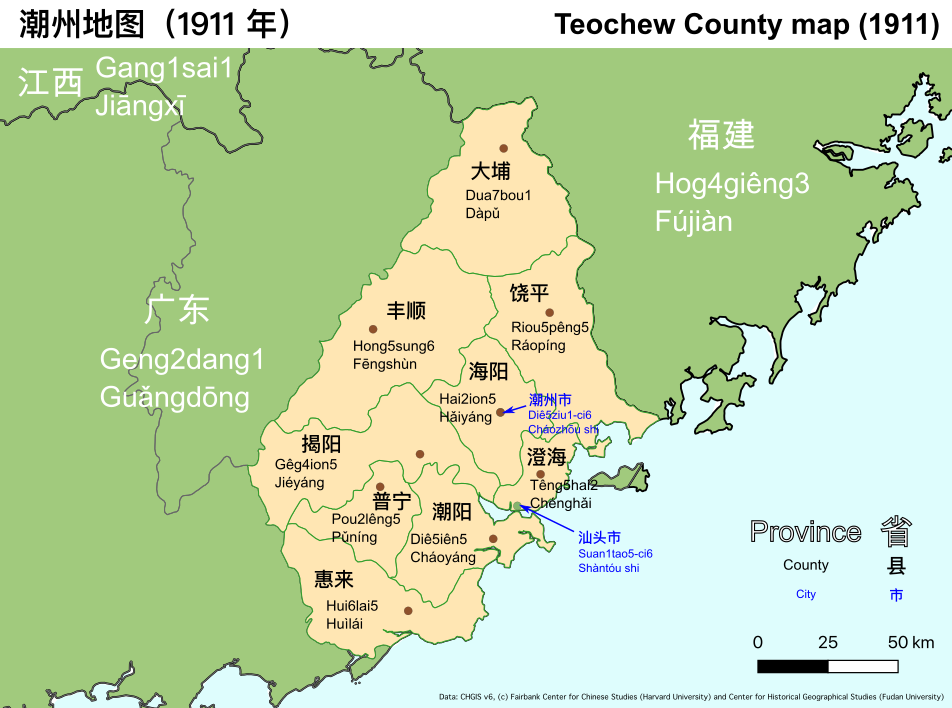 潮州地图（1911 年）
Teochew County map (1911)
江西
Gang1sai1
Jiāngxī
福建
Hog4giêng3
Fújiàn
大埔
Dua7bou1
Dàpǔ
广东
Geng2dang1
Guǎngdōng
丰顺
Hong5sung6
Fēngshùn
饶平
Riou5pêng5
Ráopíng
海阳
Hai2ion5
Hǎiyáng
潮州市
Diê5ziu1-ci6
Cháozhōu shi
揭阳
Gêg4ion5
Jiéyáng
澄海
Têng5hai2
Chénghǎi
普宁
Pou2lêng5
Pǔníng
潮阳
Diê5iên5
Cháoyáng
汕头市
Suan1tao5-ci6
Shàntóu shi
惠来
Hui6lai5
Huìlái
Province 省
County 县
City 市
0 25 50 km
Data: CHGIS v6, (c) Fairbank Center for Chinese Studies (Harvard University) and Center for Historical Geographical Studies (Fudan University)